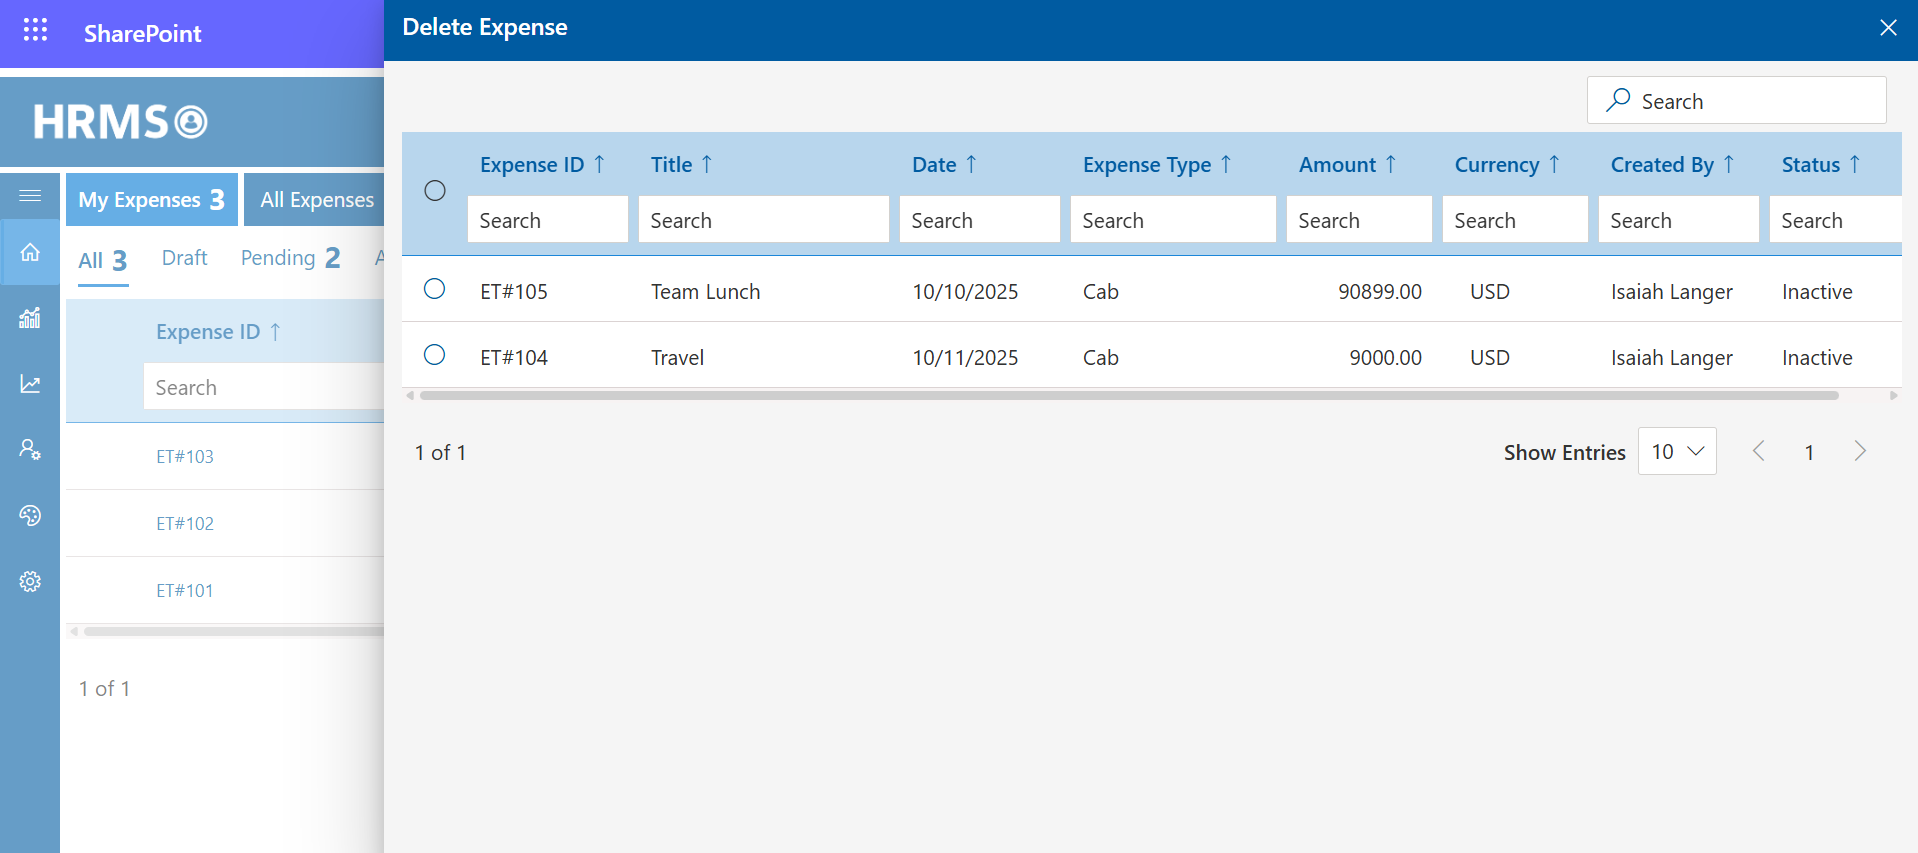 SharePoint
HRMS
My Expenses 3
All Expenses
All 3
Draft
Pending 2
A
Expense ID ↑
Search
ET#103
ET#102
ET#101
1 of 1
Delete Expense
Search
Expense ID ↑ Title ↑ Date ↑ Expense Type ↑ Amount ↑ Currency ↑ Created By ↑ Status ↑
Search Search Search Search Search Search Search Search
ET#105 Team Lunch 10/10/2025 Cab 90899.00 USD Isaiah Langer Inactive
ET#104 Travel 10/11/2025 Cab 9000.00 USD Isaiah Langer Inactive
1 of 1
Show Entries 10 1